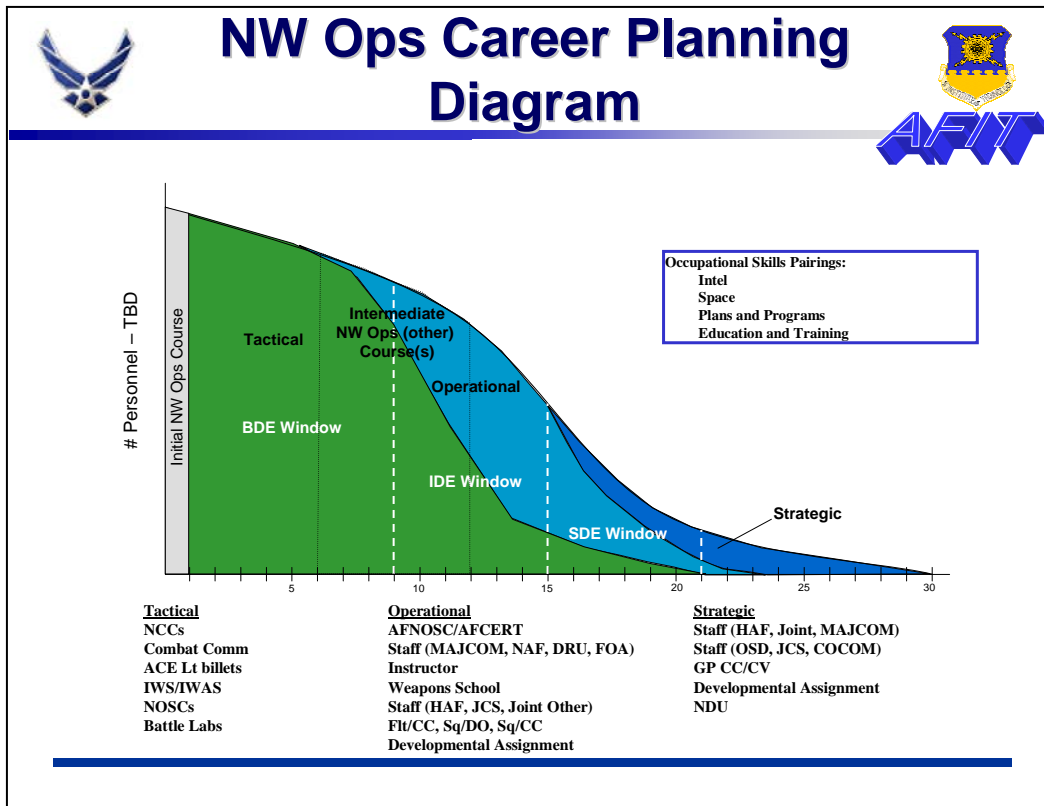 NW Ops Career Planning
Diagram
AFIT
# Personnel – TBD
Initial NW Ops Course
Tactical
BDE Window
Intermediate
NW Ops (other)
Course(s)
Operational
IDE Window
SDE Window
Strategic
Occupational Skills Pairings:
Intel
Space
Plans and Programs
Education and Training
5 10 15 20 25 30
Tactical
NCCs
Combat Comm
ACE Lt billets
IWS/IWAS
NOSCs
Battle Labs
Operational
AFNOSC/AFCERT
Staff (MAJCOM, NAF, DRU, FOA)
Instructor
Weapons School
Staff (HAF, JCS, Joint Other)
Flt/CC, Sq/DO, Sq/CC
Developmental Assignment
Strategic
Staff (HAF, Joint, MAJCOM)
Staff (OSD, JCS, COCOM)
GP CC/CV
Developmental Assignment
NDU